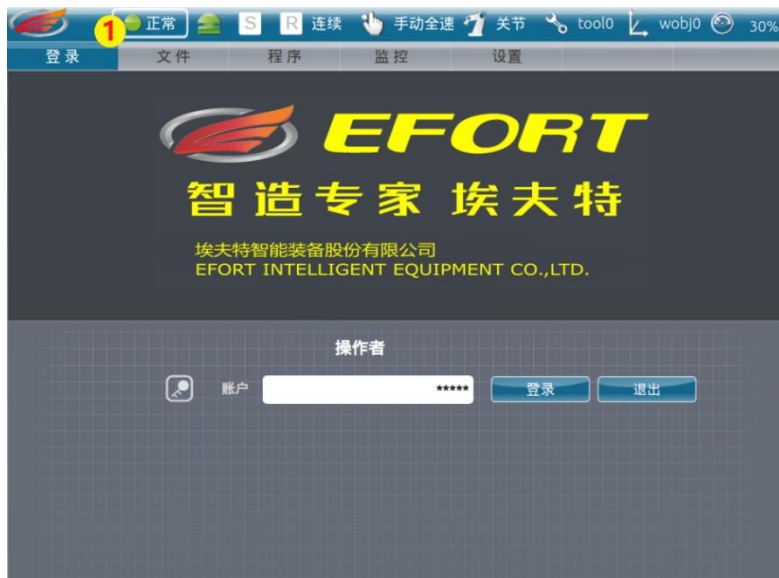 1 正常 S R 连续 手动全速 关节 tool0 wobj0 30%
登录 文件 程序 监控 设置
EFORT
智造专家 埃夫特
埃夫特智能装备股份有限公司
EFORT INTELLIGENT EQUIPMENT CO.,LTD.
操作者
账户 ***** 登录 退出